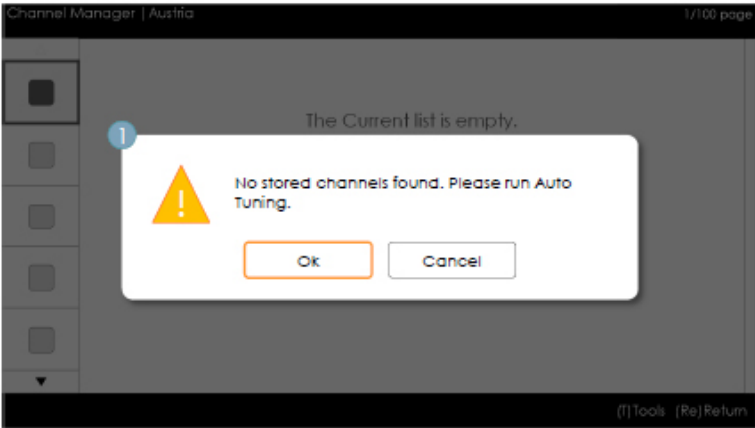 Channel Manager | Austria
1/100 page
The Current list is empty.
1
No stored channels found. Please run Auto
Tuning.
Ok
Cancel
(T)Tools (Re)Return